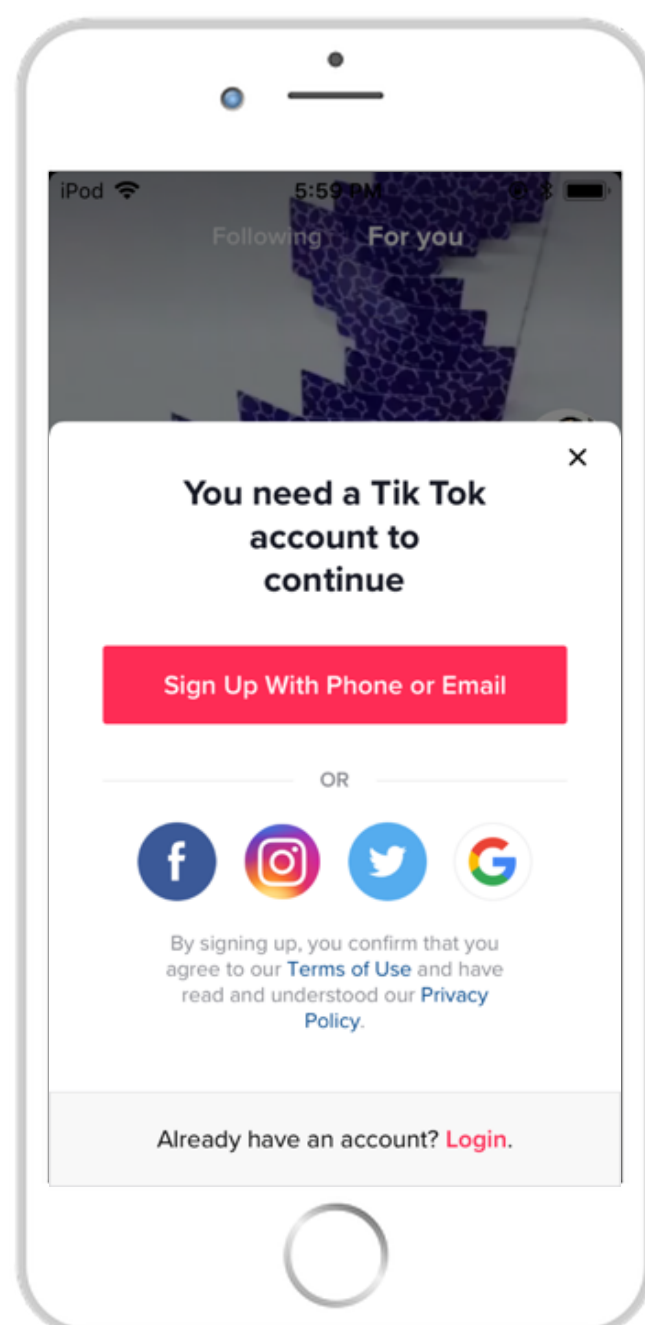 iPod 5:59 PM
Following For you
You need a Tik Tok
account to
continue
Sign Up With Phone or Email
OR
By signing up, you confirm that you
agree to our Terms of Use and have
read and understood our Privacy
Policy.
Already have an account? Login.